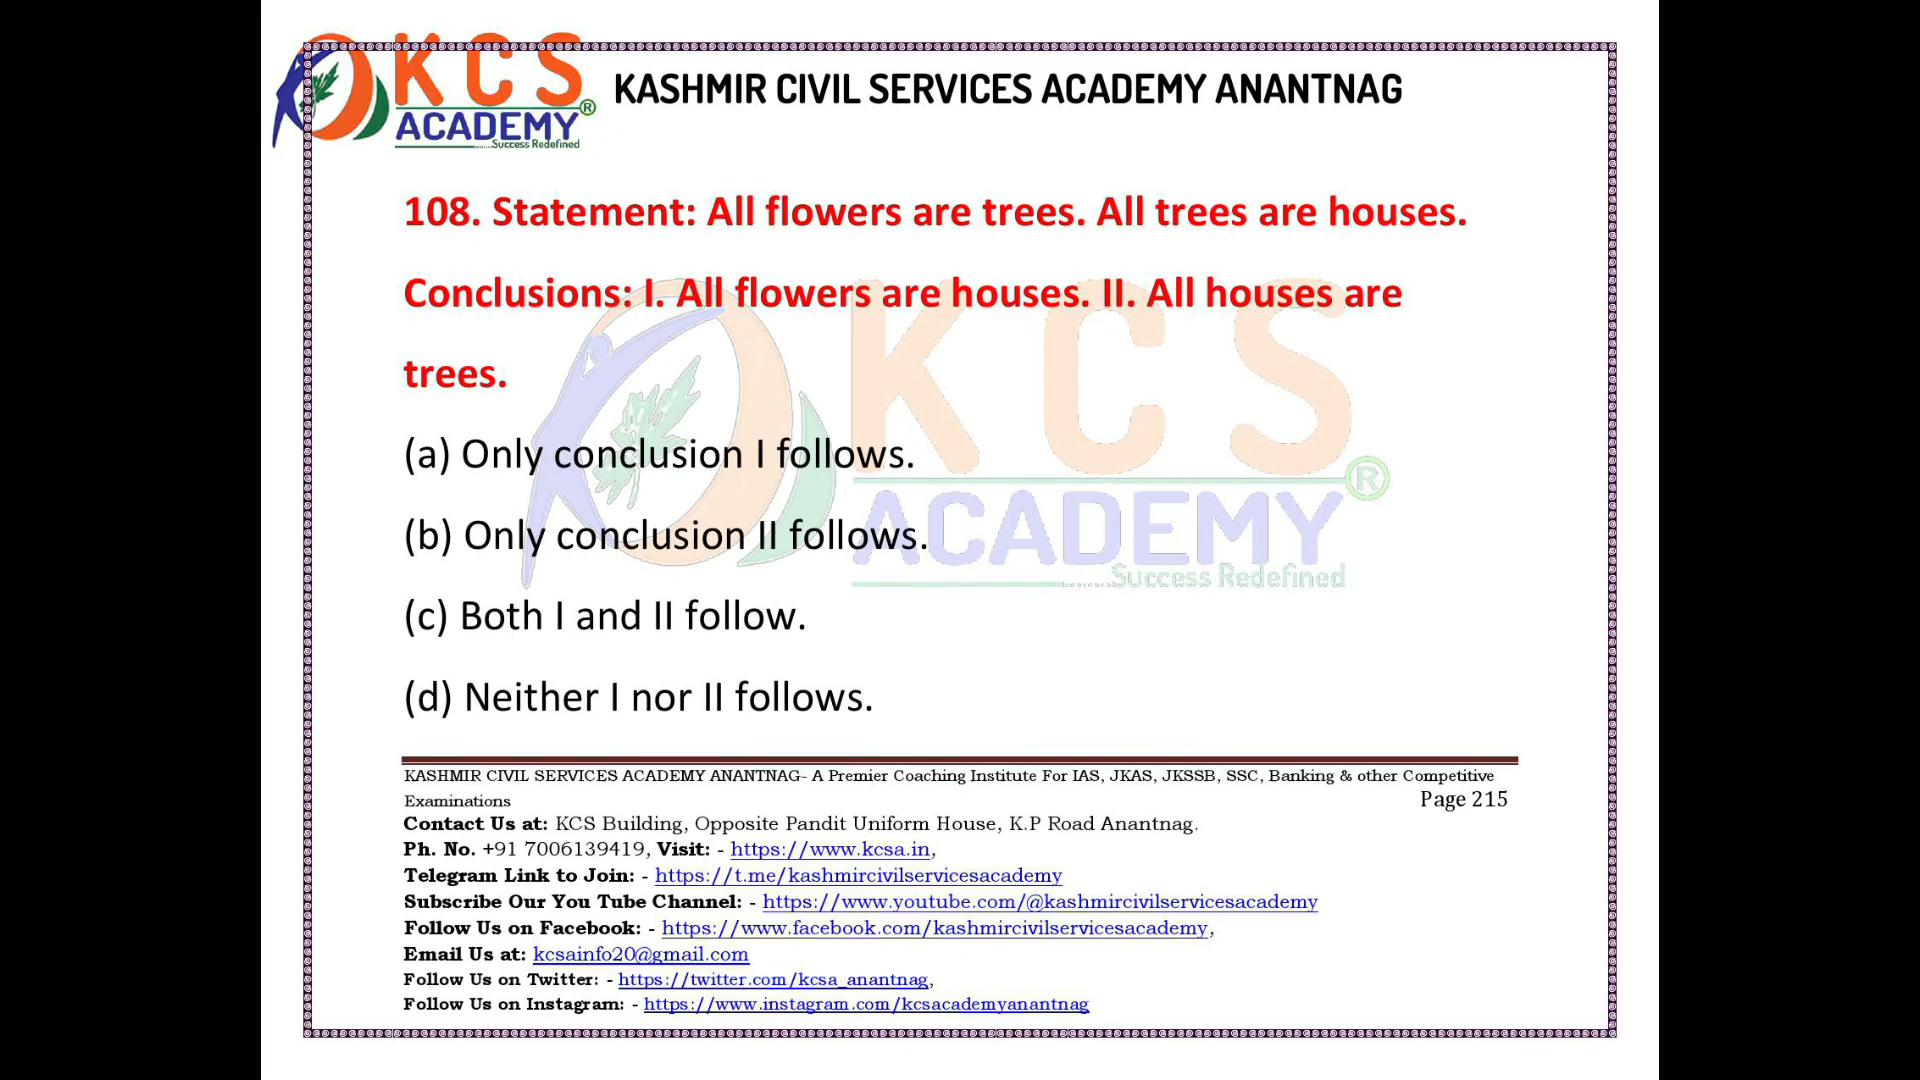 KCS
ACADEMY®
......Success Redefined
KASHMIR CIVIL SERVICES ACADEMY ANANTNAG
108. Statement: All flowers are trees. All trees are houses.
Conclusions: I. All flowers are houses. II. All houses are
trees.
(a) Only conclusion I follows.
(b) Only conclusion II follows.
(c) Both I and II follow.
(d) Neither I nor II follows.
KCS
ACADEMY®
........Success Redefined
KASHMIR CIVIL SERVICES ACADEMY ANANTNAG- A Premier Coaching Institute For IAS, JKAS, JKSSB, SSC, Banking & other Competitive
Examinations Page 215
Contact Us at: KCS Building, Opposite Pandit Uniform House, K.P Road Anantnag.
Ph. No. +91 7006139419, Visit: - https://www.kcsa.in,
Telegram Link to Join: - https://t.me/kashmircivilservicesacademy
Subscribe Our You Tube Channel: - https://www.youtube.com/@kashmircivilservicesacademy
Follow Us on Facebook: - https://www.facebook.com/kashmircivilservicesacademy,
Email Us at: kcsainfo20@gmail.com
Follow Us on Twitter: - https://twitter.com/kcsa_anantnag,
Follow Us on Instagram: - https://www.instagram.com/kcsacademyanantnag